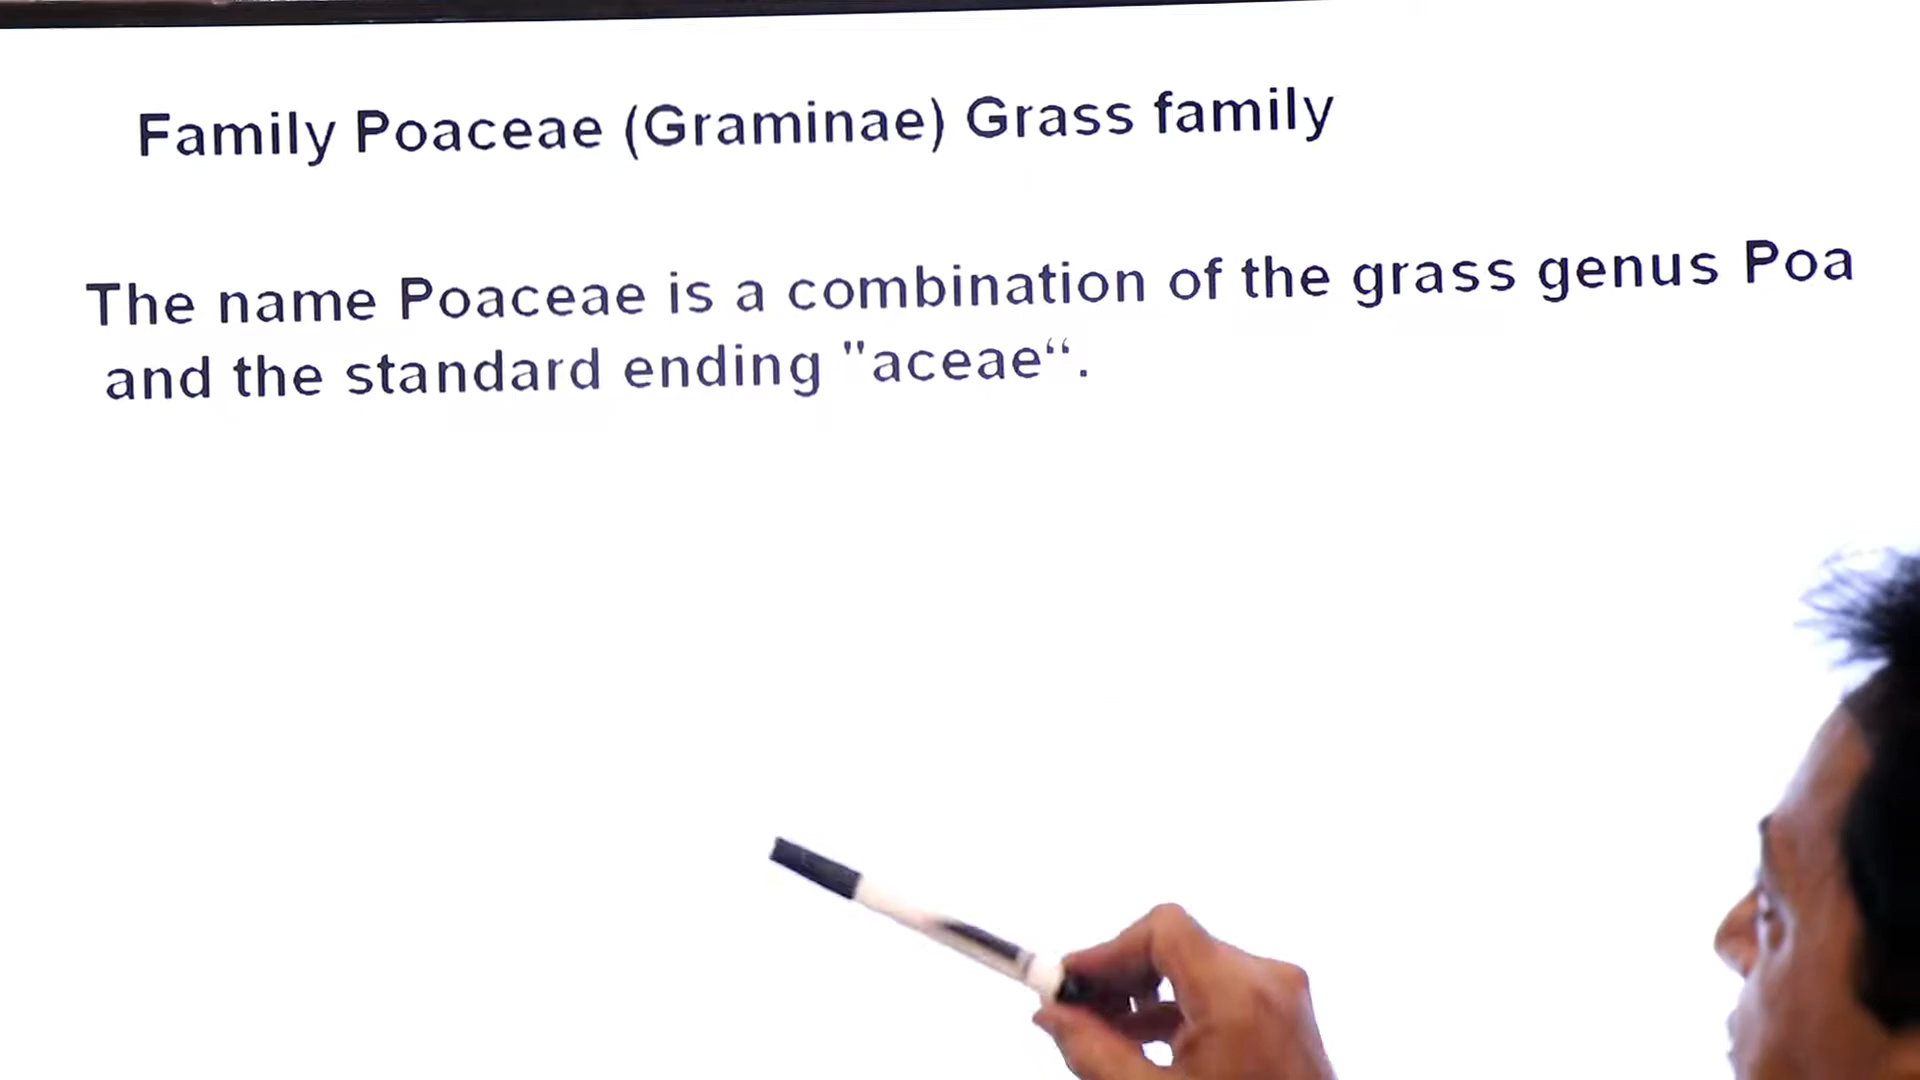 Family Poaceae (Graminae) Grass family
The name Poaceae is a combination of the grass genus Poa
and the standard ending "aceae“.